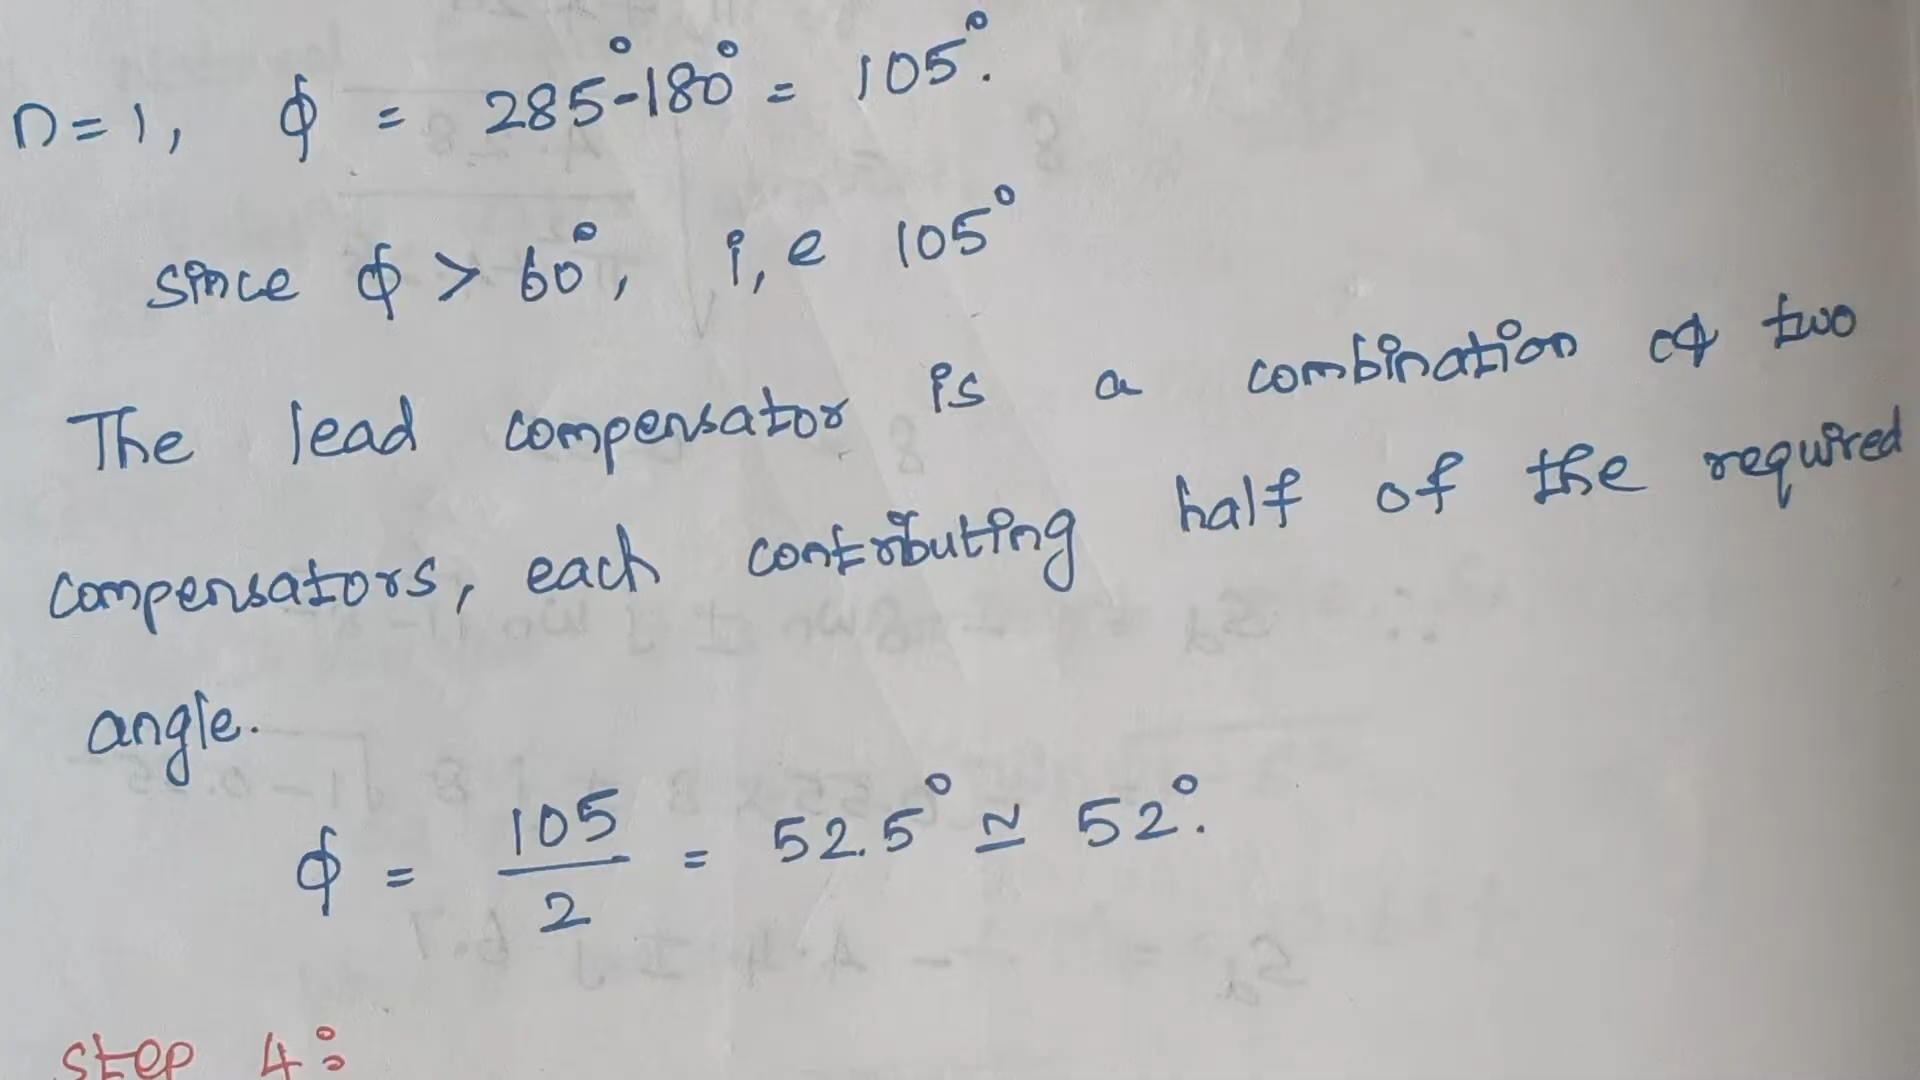 n=1, ϕ = 285°-180° = 105°.
since ϕ > 60°, i,e 105°
The lead compensator is a combination of two
compensators, each contributing half of the required
angle.
ϕ = 105/2 = 52.5° ≃ 52°.
step 4: